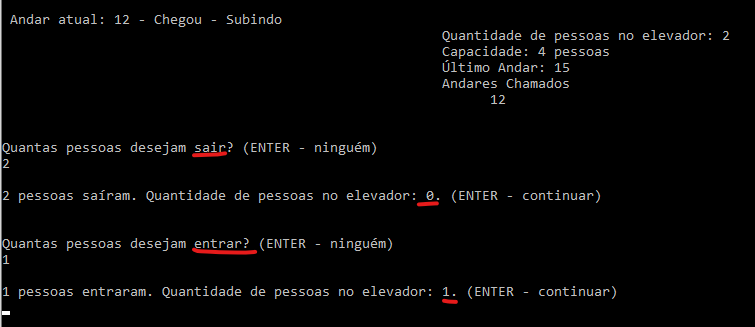 Andar atual: 12 - Chegou - Subindo
Quantidade de pessoas no elevador: 2
Capacidade: 4 pessoas
Último Andar: 15
Andares Chamados
12
Quantas pessoas desejam sair? (ENTER - ninguém)
2
2 pessoas saíram. Quantidade de pessoas no elevador: 0. (ENTER - continuar)
Quantas pessoas desejam entrar? (ENTER - ninguém)
1
1 pessoas entraram. Quantidade de pessoas no elevador: 1. (ENTER - continuar)